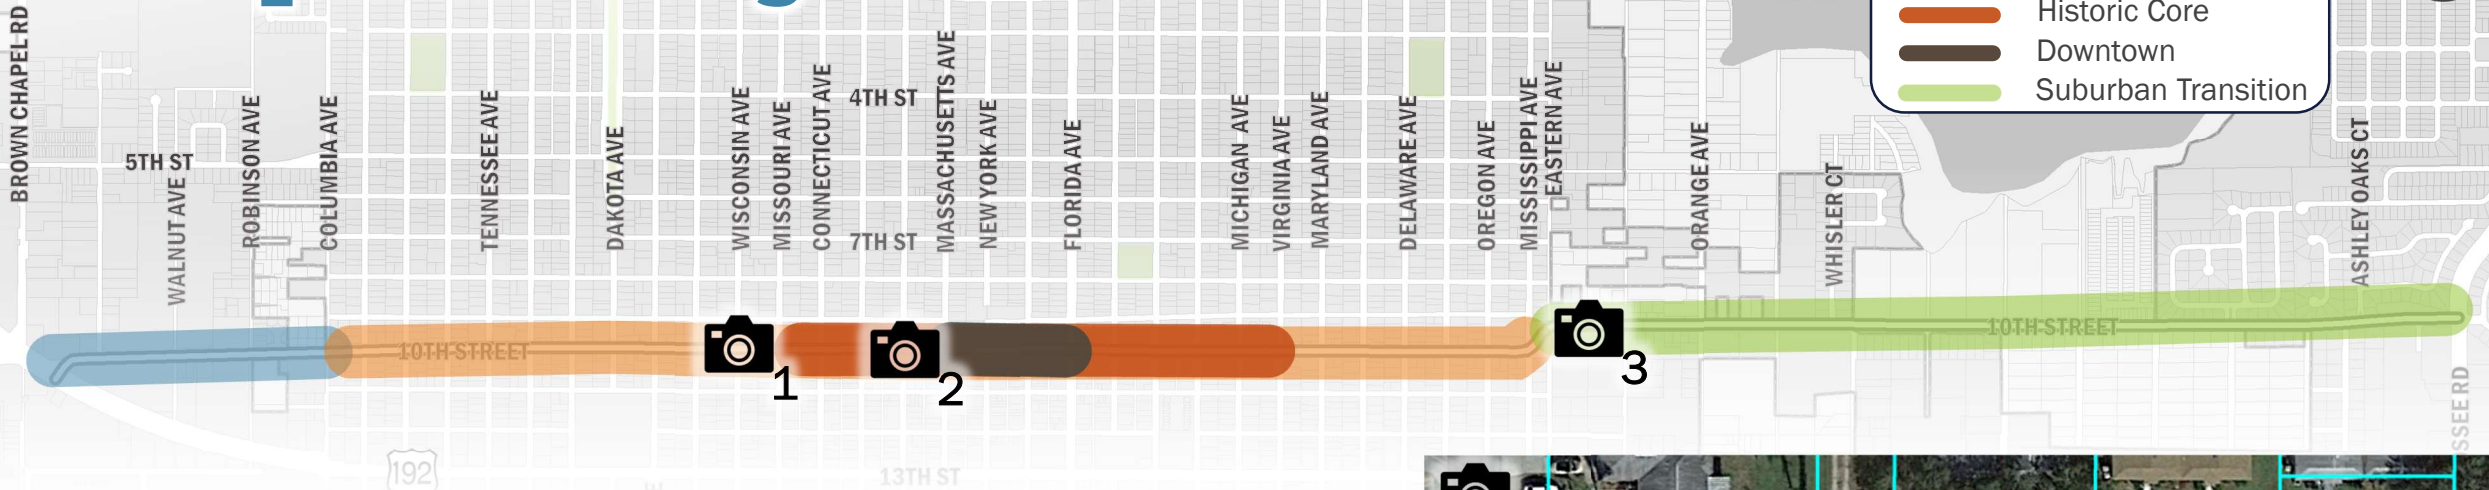 Historic Core
Downtown
Suburban Transition
BROWN CHAPEL RD
5TH ST
WALNUT AVE
ROBINSON AVE
COLUMBIA AVE
TENNESSEE AVE
DAKOTA AVE
WISCONSIN AVE
MISSOURI AVE
CONNECTICUT AVE
4TH ST
7TH ST
MASSACHUSETTS AVE
NEW YORK AVE
FLORIDA AVE
MICHIGAN AVE
VIRGINIA AVE
MARYLAND AVE
DELAWARE AVE
OREGON AVE
MISSISSIPPI AVE
EASTERN AVE
ORANGE AVE
WHISLER CT
ASHLEY OAKS CT
10TH STREET
1
2
3
10TH STREET
SSEE RD
192
13TH ST